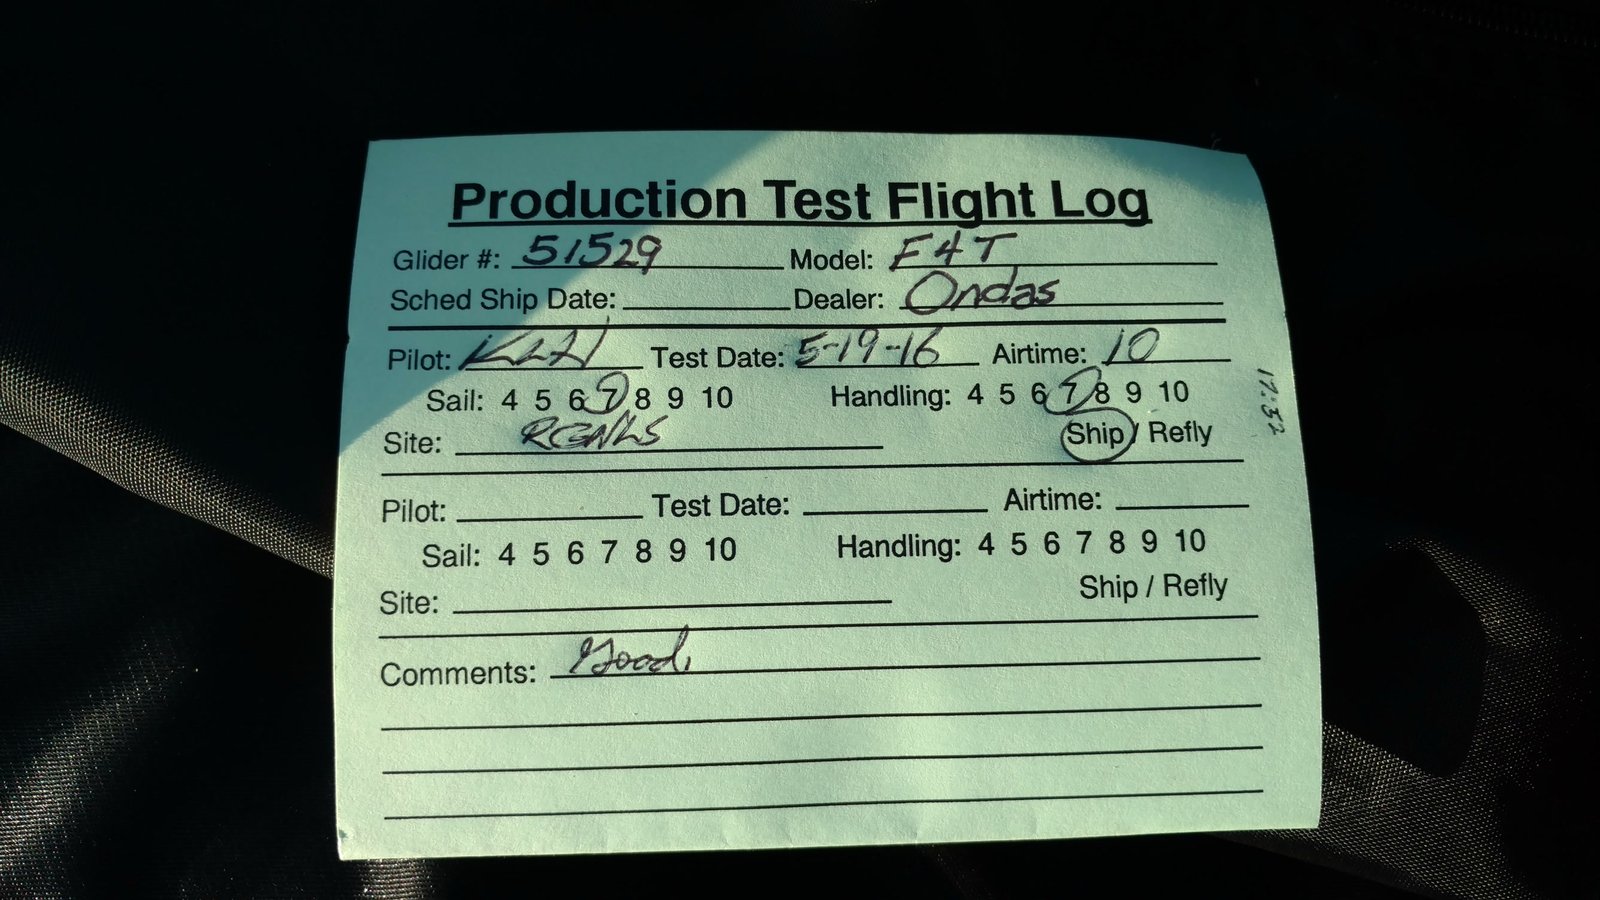 Production Test Flight Log
Glider #: 51529 Model: F4T
Sched Ship Date: Dealer: Ondas
Pilot: Test Date: 5-19-16 Airtime: 10
Sail: 4 5 6 7 8 9 10 Handling: 4 5 6 7 8 9 10
17:52
Site: Ship / Refly
Pilot: Test Date: Airtime:
Sail: 4 5 6 7 8 9 10 Handling: 4 5 6 7 8 9 10
Ship / Refly
Site:
Comments: Good.